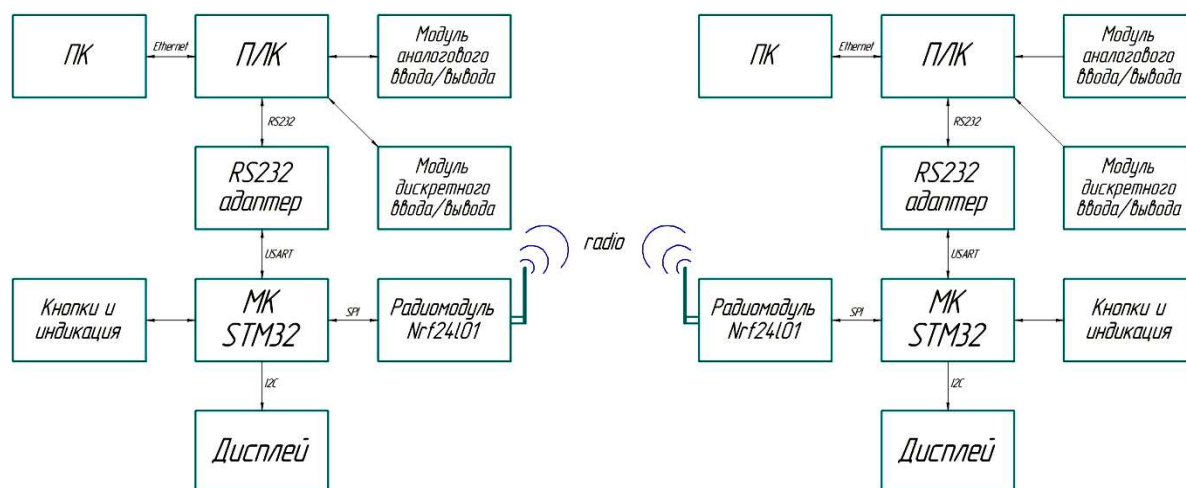 ПК
Ethernet
ПЛК
Модуль
аналогового
ввода/вывода
RS232
RS232
адаптер
Модуль
дискретного
ввода/вывода
USART
Кнопки и
индикация
МК
STM32
SPI
Радиомодуль
Nrf24l01
I2C
Дисплей
radio
ПК
Ethernet
ПЛК
Модуль
аналогового
ввода/вывода
RS232
RS232
адаптер
Модуль
дискретного
ввода/вывода
USART
Радиомодуль
Nrf24l01
SPI
МК
STM32
Кнопки и
индикация
I2C
Дисплей